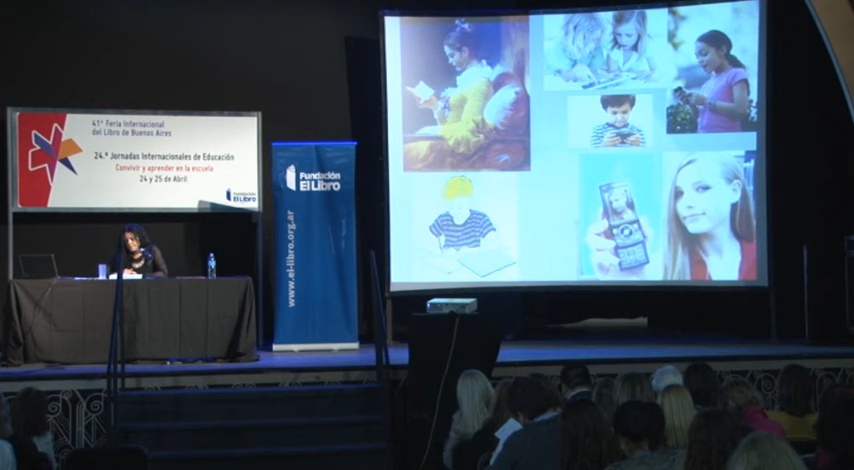 41º Feria Internacional
del Libro de Buenos Aires
24.ª Jornadas Internacionales de Educación
Convivir y aprender en la escuela
24 y 25 de Abril
Fundación
El Libro
Fundación
El Libro
www.el-libro.org.ar